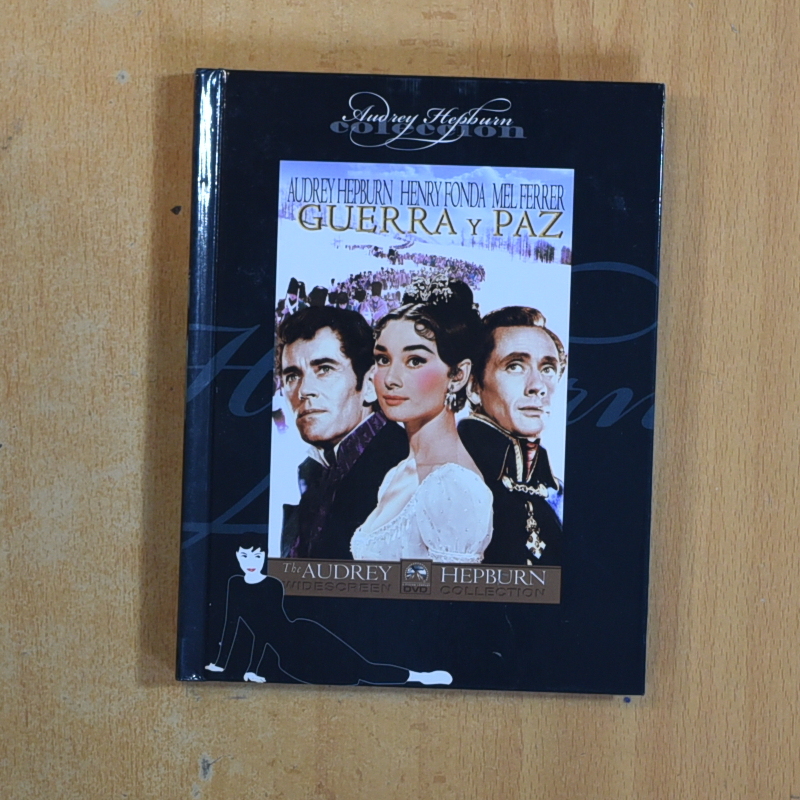 Audrey Hepburn
colección
AUDREY HEPBURN HENRY FONDA MEL FERRER
GUERRA Y PAZ
The AUDREY HEPBURN
WIDESCREEN DVD COLLECTION